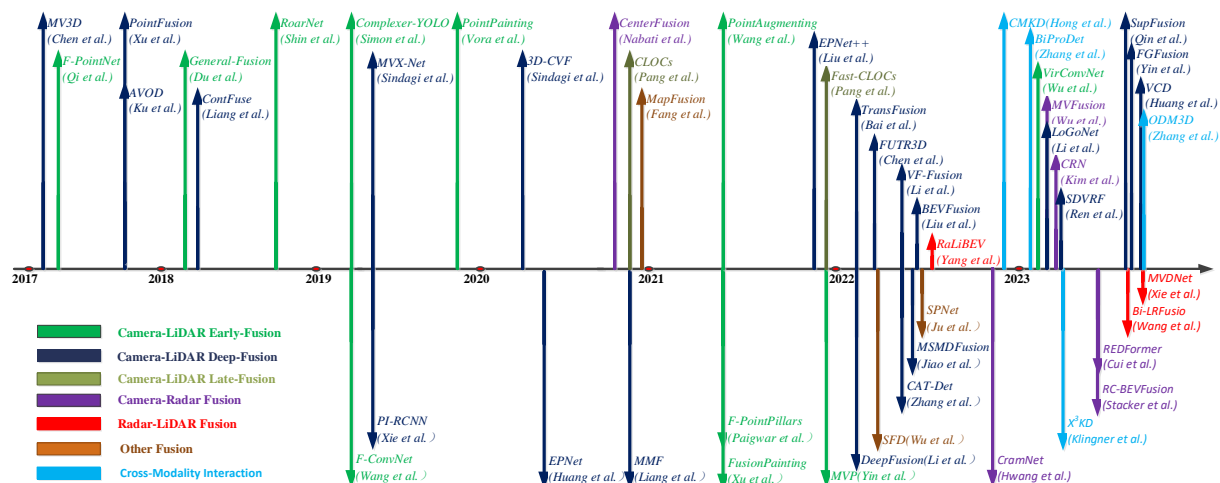 MV3D
(Chen et al.)
F-PointNet
(Qi et al.)
PointFusion
(Xu et al.)
AVOD
(Ku et al.)
General-Fusion
(Du et al.)
ContFuse
(Liang et al.)
RoarNet
(Shin et al.)
Complexer-YOLO
(Simon et al.)
MVX-Net
(Sindagi et al.)
PointPainting
(Vora et al.)
3D-CVF
(Sindagi et al.)
CenterFusion
(Nabati et al.)
CLOCs
(Pang et al.)
MapFusion
(Fang et al.)
PointAugmenting
(Wang et al.)
EPNet++
(Liu et al.)
Fast-CLOCs
(Pang et al.)
TransFusion
(Bai et al.)
FUTR3D
(Chen et al.)
VF-Fusion
(Li et al.)
BEVFusion
(Liu et al.)
RaLiBEV
(Yang et al.)
CMKD(Hong et al.)
BiProDet
(Zhang et al.)
VirConvNet
(Wu et al.)
MVFusion
(Wu et al.)
LoGoNet
(Li et al.)
CRN
(Kim et al.)
SDVRF
(Ren et al.)
SupFusion
(Qin et al.)
FGFusion
(Yin et al.)
VCD
(Huang et al.)
ODM3D
(Zhang et al.)
2017
2018
2019
2020
2021
2022
2023
PI-RCNN
(Xie et al.）
F-ConvNet
(Wang et al.）
EPNet
(Huang et al.）
MMF
(Liang et al.）
F-PointPillars
(Paigwar et al.）
FusionPainting
(Xu et al.）
MVP(Yin et al.）
DeepFusion(Li et al.）
SFD(Wu et al.）
CAT-Det
(Zhang et al.）
MSMDFusion
(Jiao et al.）
SPNet
(Ju et al.）
CramNet
(Hwang et al.）
X³KD
(Klingner et al.)
RC-BEVFusion
(Stacker et al.)
REDFormer
(Cui et al.)
Bi-LRFusio
(Wang et al.)
MVDNet
(Xie et al.)
Camera-LiDAR Early-Fusion
Camera-LiDAR Deep-Fusion
Camera-LiDAR Late-Fusion
Camera-Radar Fusion
Radar-LiDAR Fusion
Other Fusion
Cross-Modality Interaction